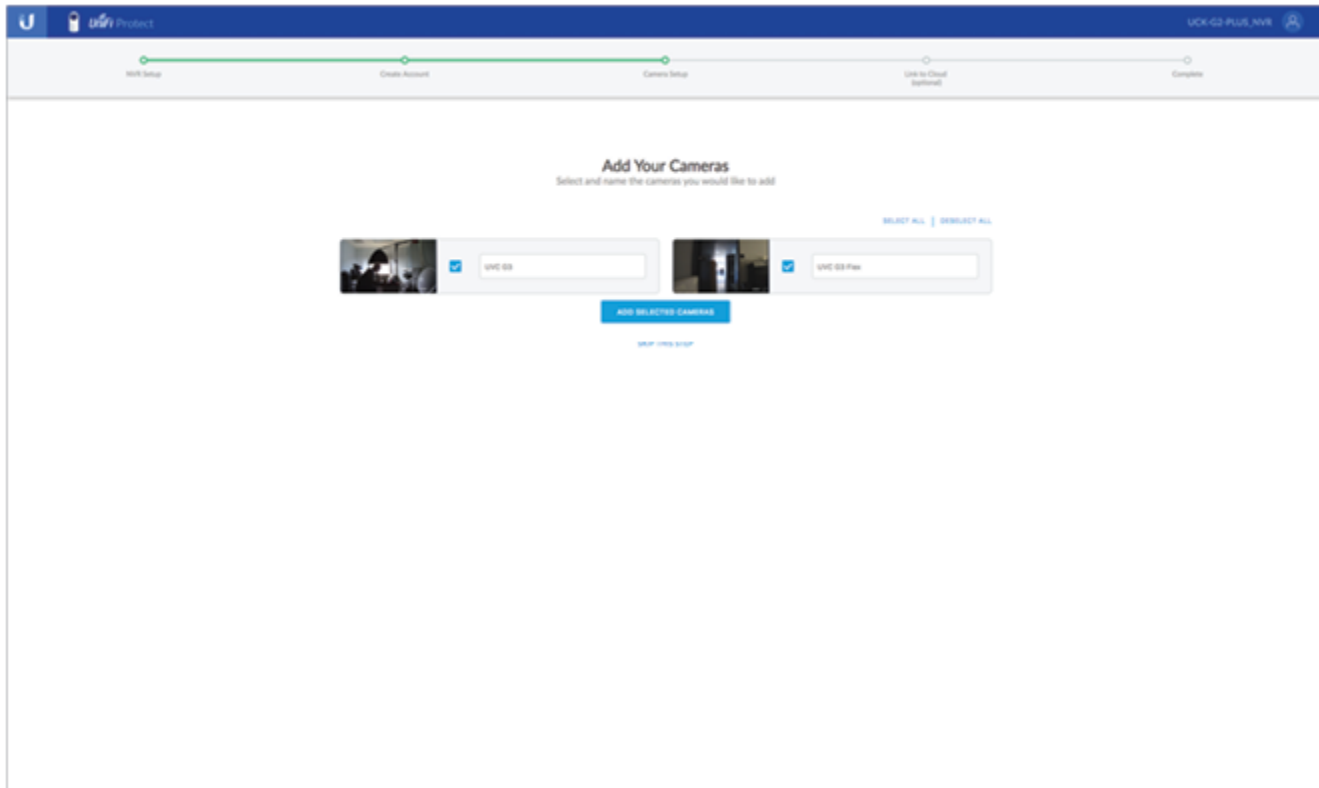 UniFi Protect
UCK-G2-PLUS_NVR
NVR Setup
Create Account
Camera Setup
Link to Cloud
(optional)
Complete
Add Your Cameras
Select and name the cameras you would like to add
SELECT ALL | DESELECT ALL
UVC G3
UVC G3 Flex
ADD SELECTED CAMERAS
SKIP THIS STEP